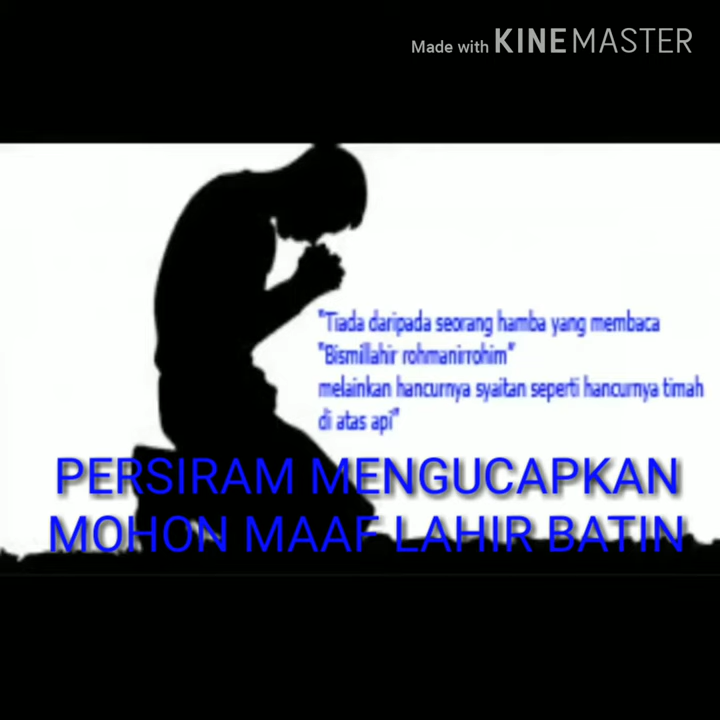 Made with KINEMASTER
"Tiada daripada seorang hamba yang membaca
"Bismillahir rohmanirrohim"
melainkan hancurnya syaitan seperti hancurnya timah
di atas api"
PERSIRAM MENGUCAPKAN
MOHON MAAF LAHIR BATIN